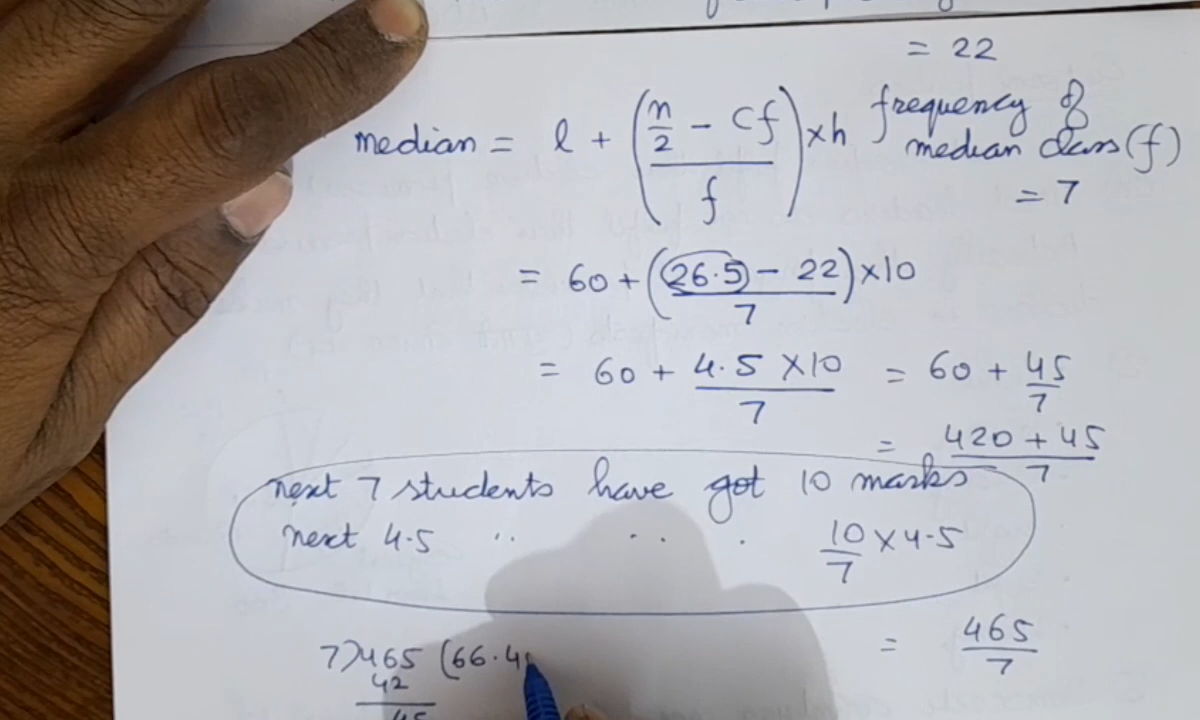 = 22
median = l + (n/2 - cf / f) × h frequency of
median class (f)
= 7
= 60 + (26.5 - 22 / 7) × 10
= 60 + 4.5 × 10 / 7 = 60 + 45/7
= 420 + 45 / 7
next 7 students have got 10 marks
next 4.5 .. .. . 10/7 × 4.5
= 465/7
7)465(66.4
42
45